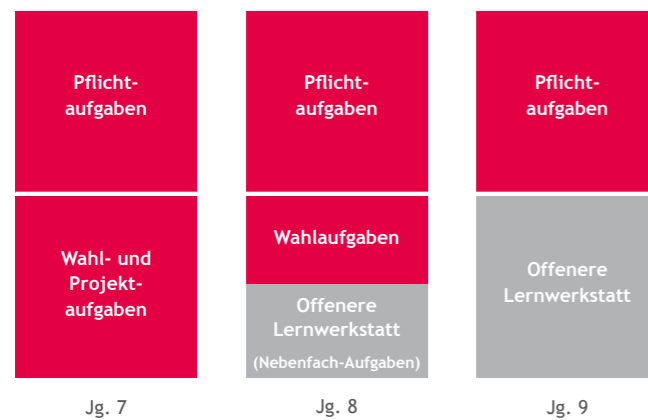 Pflicht-
aufgaben
Wahl- und
Projekt-
aufgaben
Jg. 7
Pflicht-
aufgaben
Wahlaufgaben
Offenere
Lernwerkstatt
(Nebenfach-Aufgaben)
Jg. 8
Pflicht-
aufgaben
Offenere
Lernwerkstatt
Jg. 9